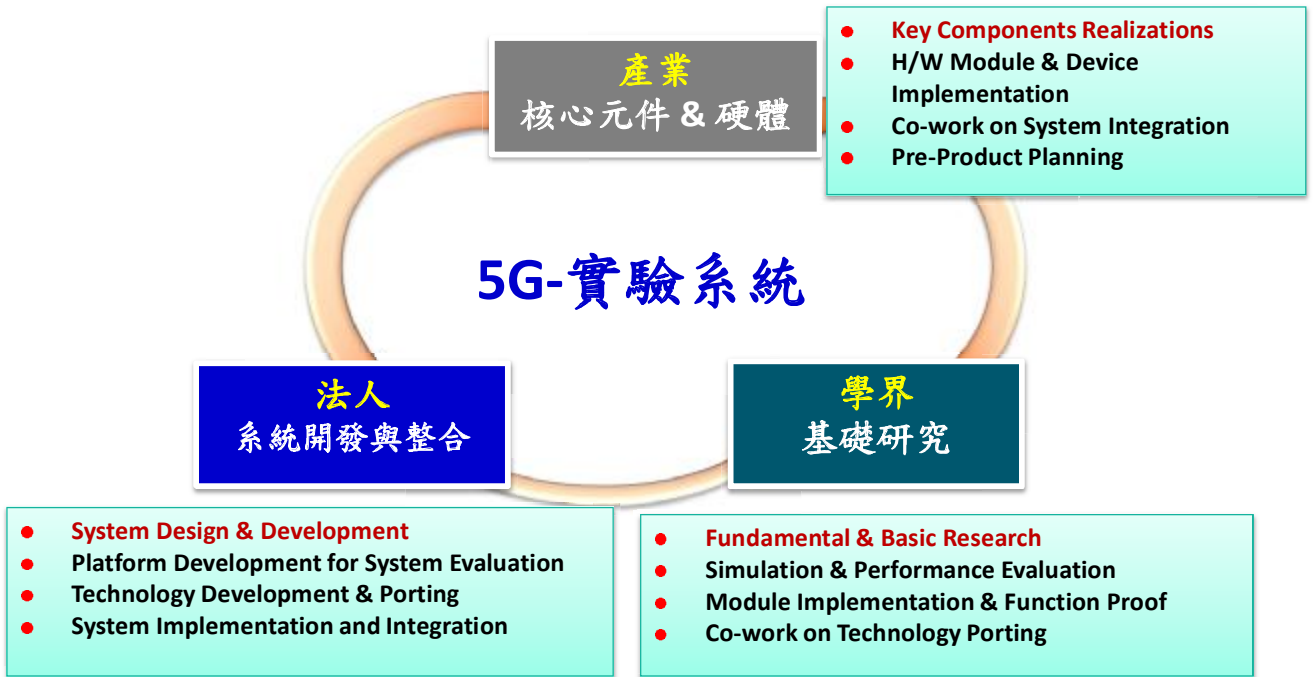 產業
核心元件 & 硬體
● Key Components Realizations
● H/W Module & Device
Implementation
● Co-work on System Integration
● Pre-Product Planning
5G-實驗系統
法人
系統開發與整合
學界
基礎研究
● System Design & Development
● Platform Development for System Evaluation
● Technology Development & Porting
● System Implementation and Integration
● Fundamental & Basic Research
● Simulation & Performance Evaluation
● Module Implementation & Function Proof
● Co-work on Technology Porting